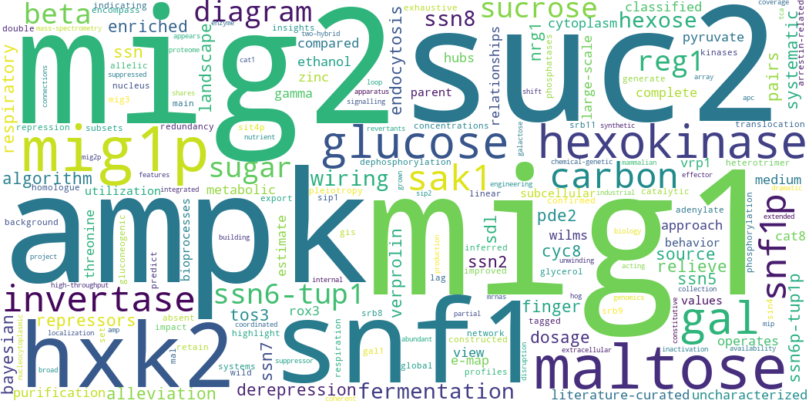 beta
mass-spectrometry
indicating
encompass
double
enriched
diagram
landscape
endocytosis
ssn8
sucrose
exhaustive
classified
hexose
cytoplasm
two-hybrid
insights
appears
proteome
enzyme
mig2
suc2
respiratory
connections
ssn
allelic
suppressed
nucleus
mig3
main
shares
compared
cat1
ethanol
zinc
gamma
loop
apparatus
signalling
hubs
parent
nrg1
relationships
phosphatases
large-scale
pyruvate
kinases
reg1
generate
complete
array
apc
pairs
systematic
coverage
tca
arrestin-related
repression
subsets
redundancy
sit4p
nutrient
concentrations
revertants
shift
galactose
srb11
synthetic
translocation
mig1p
mig2p
features
glucose
hexokinase
dephosphorylation
chemical-genetic
mammalian
effector
algorithm
homologue
utilization
integrated
sugar
metabolic
wiring
pleiotropy
grown
sak1
engineering
carbon
industrial
vrp1
heterotrimer
catalytic
medium
subcellular
confirmed
dramatic
background
threonine
gluconeogenic
bioprocesses
export
sip1
sip2
linear
sdl
pde2
wilms
adenylate
approach
extended
cat8
phosphorylation
snf1p
ampk
mig1
building
estimate
gis
verprolin
production
inferred
cyc8
behavior
source
relieve
biology
unwinding
project
predict
high-throughput
internal
lag
improved
ssn2
glycerol
acting
ssn5
collection
invertase
ssn6-tup1
tos3
rox3
srb8
mrnas
hog
finger
genomics
srb9
constitutive
values
mip
ssn4
ssn6p-tup1p
gal
bayesian
repressors
absent
impact
highlight
respiration
snf1
partial
tagged
dosage
operates
inactivation
availability
hxk2
localization
series
amp
nucleocytoplasmic
mal
retain
ssn7
coordinated
suppressor
gal1
abundant
global
network
view
constructed
e-map
profiles
disruption
extracellular
maltose
broad
systems
wild
purification
alleviation
derepression
fermentation
coherent
literature-curated
uncharacterized